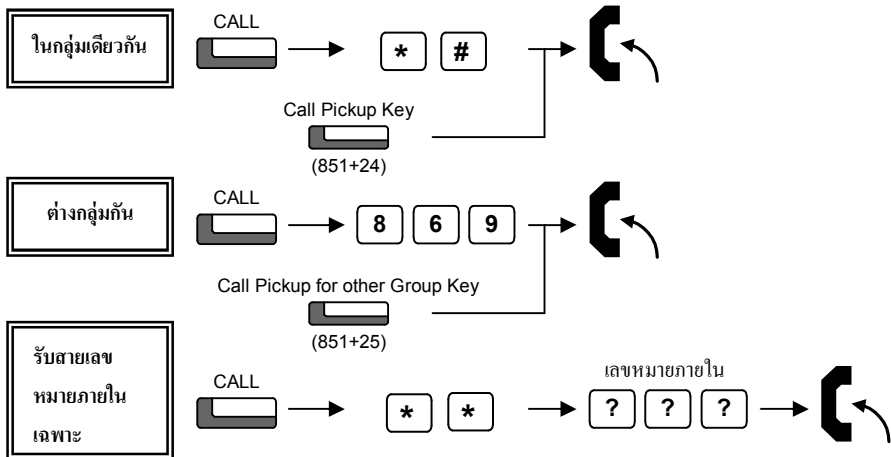 ในกลุ่มเดียวกัน
CALL
* #
Call Pickup Key
(851+24)
ต่างกลุ่มกัน
CALL
8 6 9
Call Pickup for other Group Key
(851+25)
รับสายเลข
หมายภายใน
เฉพาะ
CALL
* *
เลขหมายภายใน
? ? ?